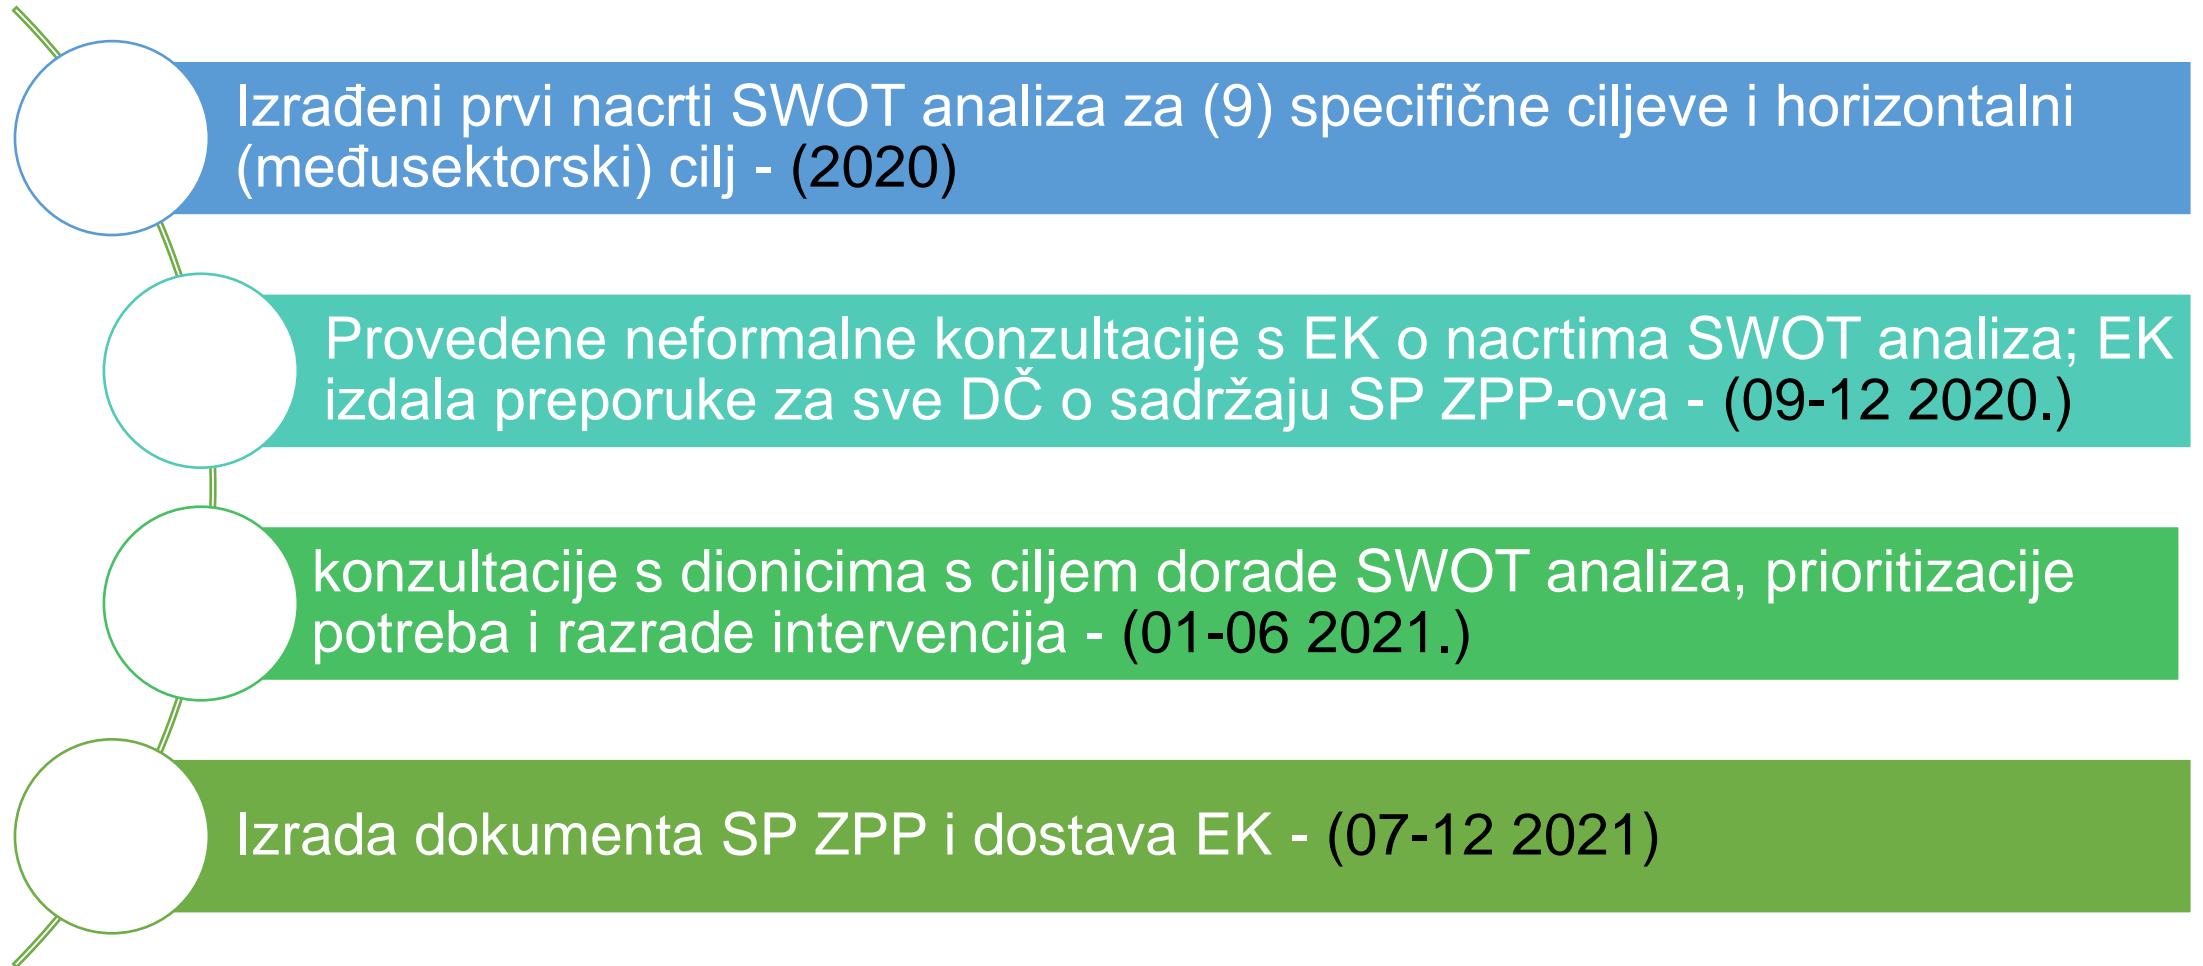 Izrađeni prvi nacrti SWOT analiza za (9) specifične ciljeve i horizontalni
(međusektorski) cilj - (2020)
Provedene neformalne konzultacije s EK o nacrtima SWOT analiza; EK
izdala preporuke za sve DČ o sadržaju SP ZPP-ova - (09-12 2020.)
konzultacije s dionicima s ciljem dorade SWOT analiza, prioritizacije
potreba i razrade intervencija - (01-06 2021.)
Izrada dokumenta SP ZPP i dostava EK - (07-12 2021)